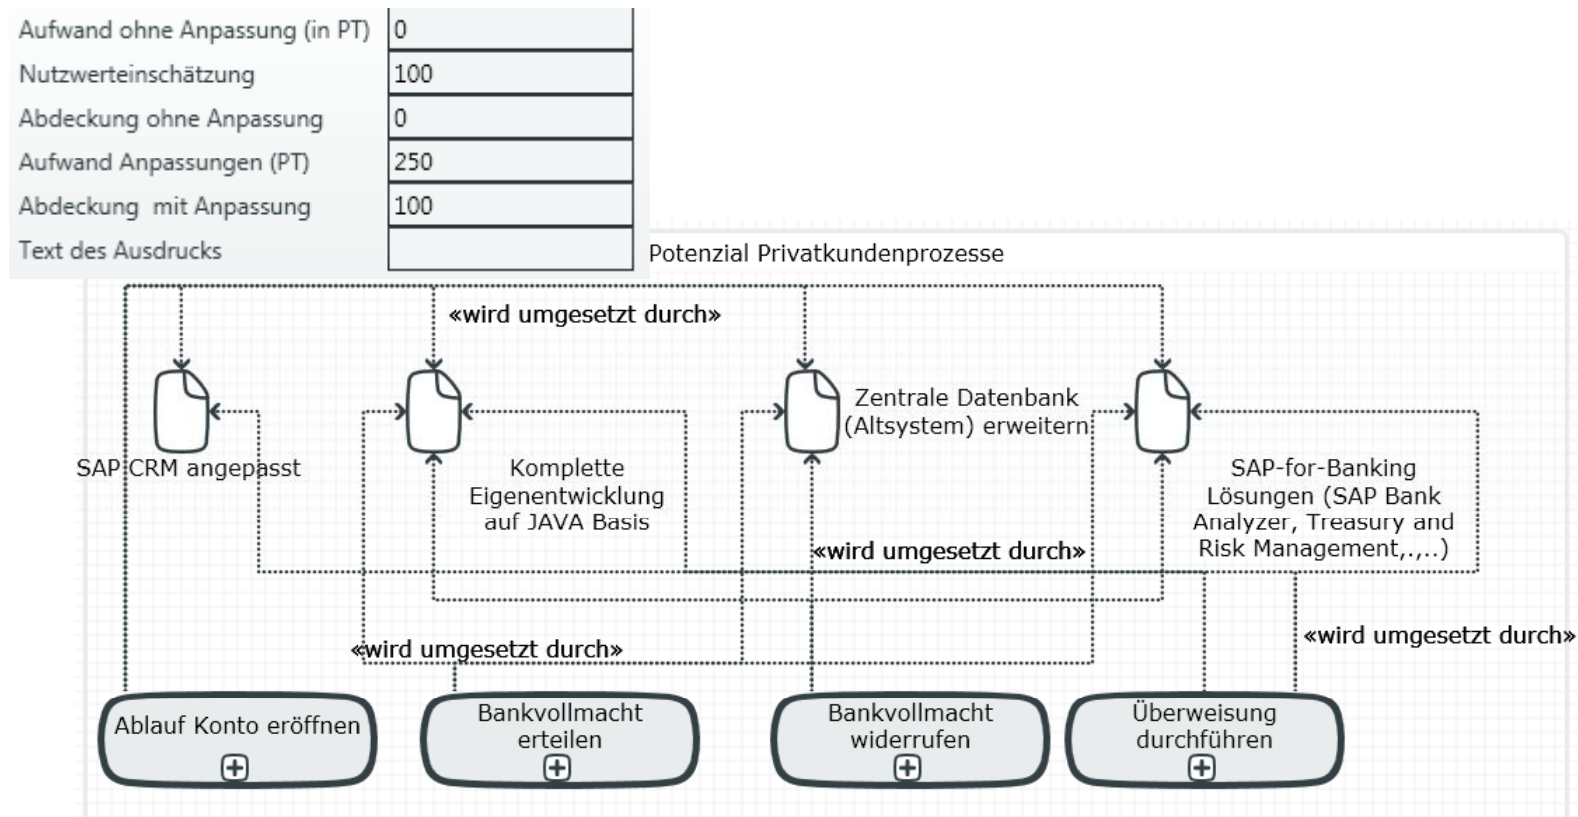 Aufwand ohne Anpassung (in PT) 0
Nutzwerteinschätzung 100
Abdeckung ohne Anpassung 0
Aufwand Anpassungen (PT) 250
Abdeckung mit Anpassung 100
Text des Ausdrucks
Potenzial Privatkundenprozesse
«wird umgesetzt durch»
SAP CRM angepasst
Komplette
Eigenentwicklung
auf JAVA Basis
Zentrale Datenbank
(Altsystem) erweitern
SAP-for-Banking
Lösungen (SAP Bank
Analyzer, Treasury and
Risk Management,.,..)
«wird umgesetzt durch»
«wird umgesetzt durch»
«wird umgesetzt durch»
Ablauf Konto eröffnen
Bankvollmacht
erteilen
Bankvollmacht
widerrufen
Überweisung
durchführen